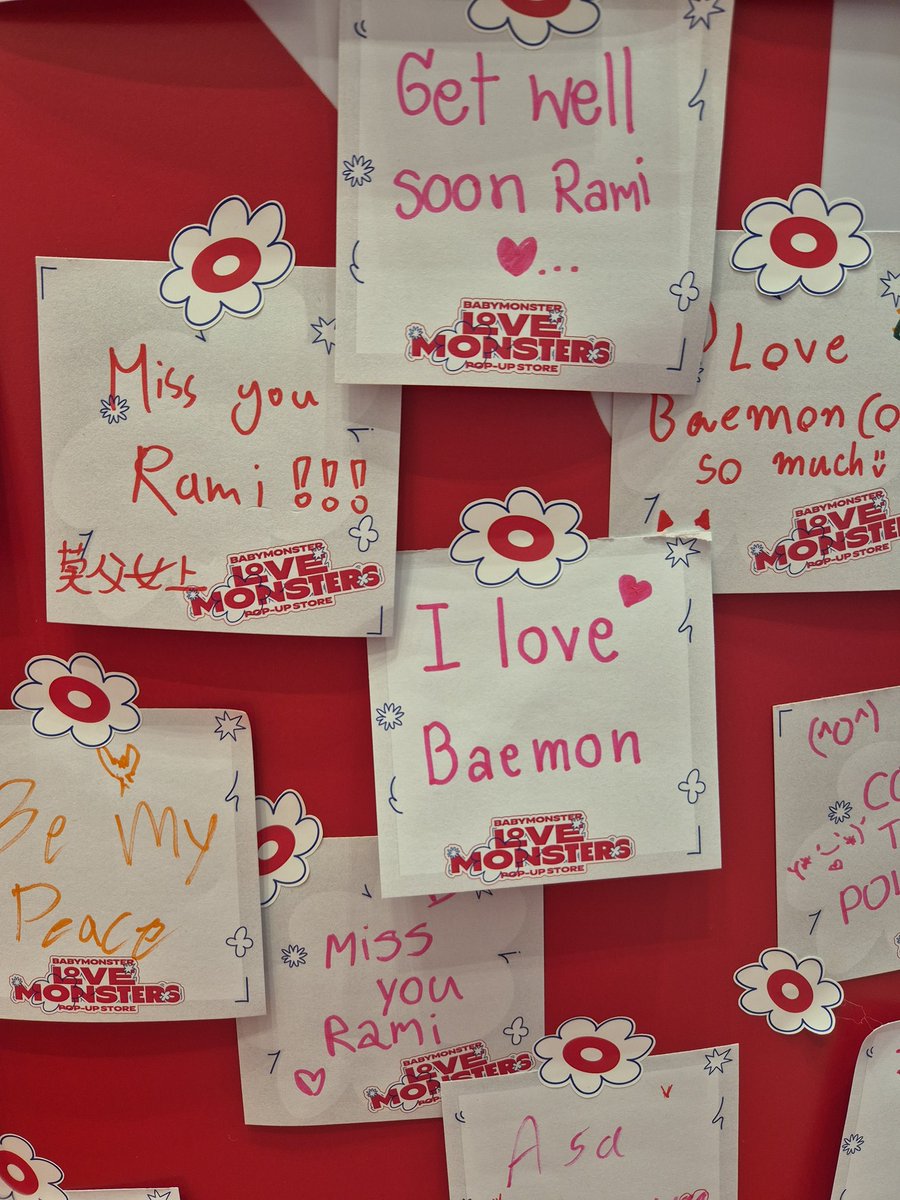 Get well
soon Rami
...
BABYMONSTER
LOVE
MONSTERS
POP-UP STORE
Miss you
Rami !!!
BABYMONSTER
LOVE
MONSTERS
POP-UP STORE
Love
Baemon
so much
BABYMONSTER
LOVE
MONSTERS
POP-UP STORE
I love
Baemon
BABYMONSTER
LOVE
MONSTERS
POP-UP STORE
Be my
Peace
BABYMONSTER
LOVE
MONSTERS
POP-UP STORE
Miss
you
Rami
BABYMONSTER
LOVE
MONSTERS
(^o^)
Asa